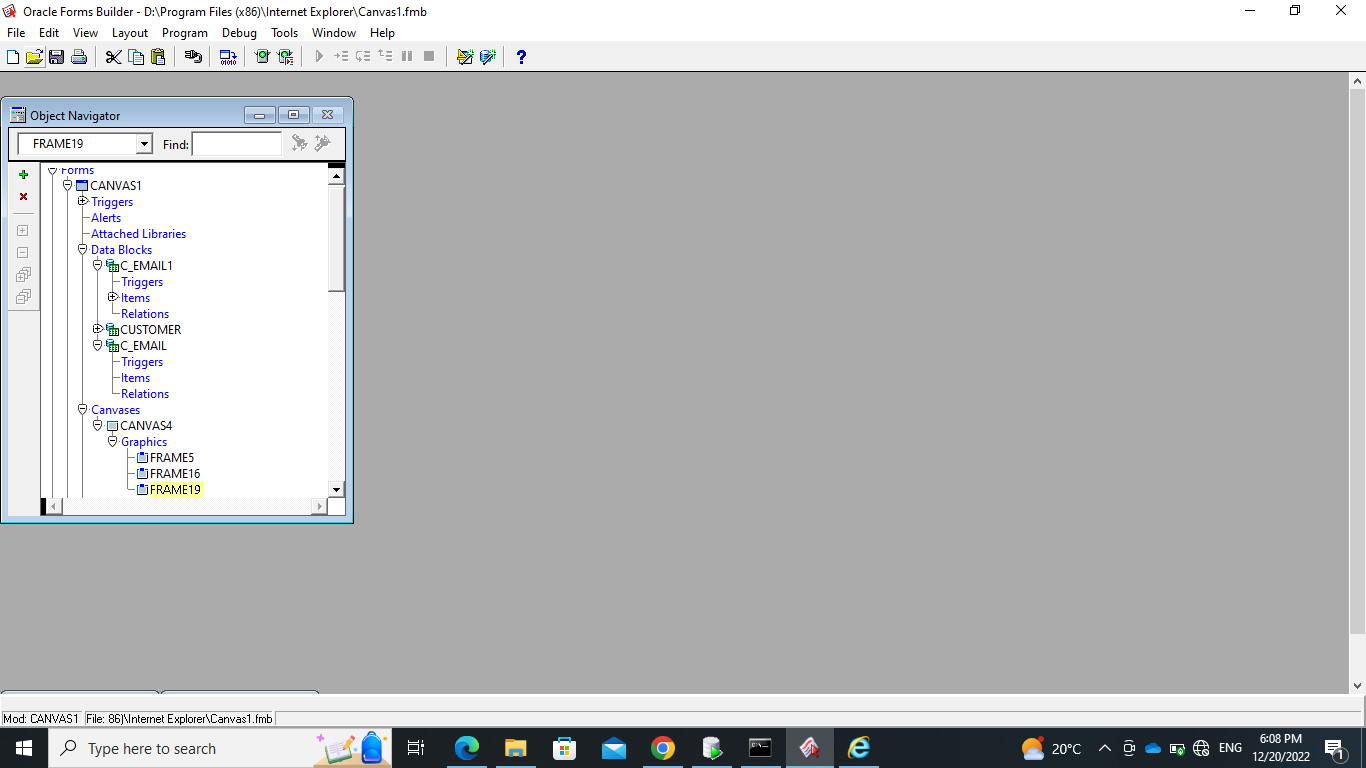 Oracle Forms Builder - D:\Program Files (x86)\Internet Explorer\Canvas1.fmb
File Edit View Layout Program Debug Tools Window Help
Object Navigator
FRAME19 Find:
Forms
CANVAS1
Triggers
Alerts
Attached Libraries
Data Blocks
C_EMAIL1
Triggers
Items
Relations
CUSTOMER
C_EMAIL
Triggers
Items
Relations
Canvases
CANVAS4
Graphics
FRAME5
FRAME16
FRAME19
Mod: CANVAS1 File: 86)\Internet Explorer\Canvas1.fmb
Type here to search
20°C
ENG
6:08 PM
12/20/2022
1